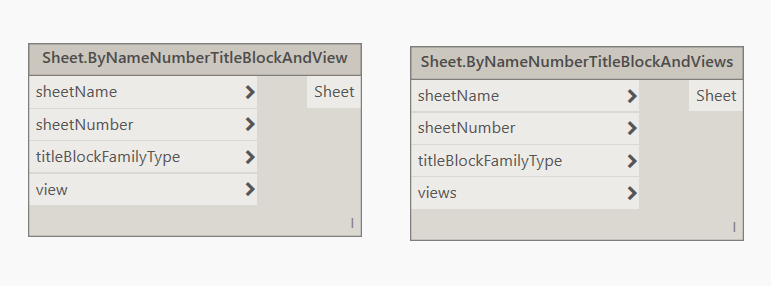 Sheet.ByNameNumberTitleBlockAndView
sheetName
Sheet
sheetNumber
titleBlockFamilyType
view
I
Sheet.ByNameNumberTitleBlockAndViews
sheetName
Sheet
sheetNumber
titleBlockFamilyType
views
I